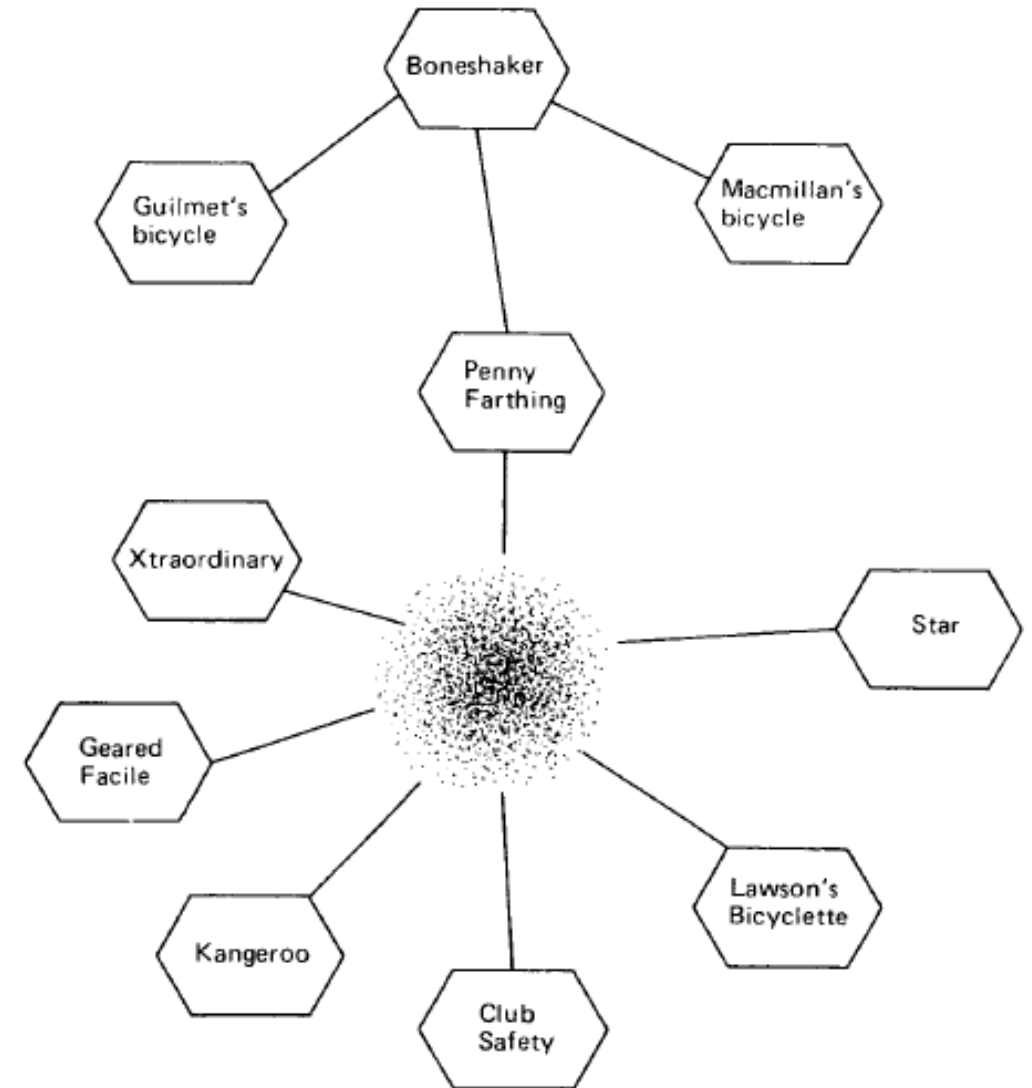 Boneshaker
Guilmet's
bicycle
Macmillan's
bicycle
Penny
Farthing
Xtraordinary
Star
Geared
Facile
Lawson's
Bicyclette
Kangeroo
Club
Safety